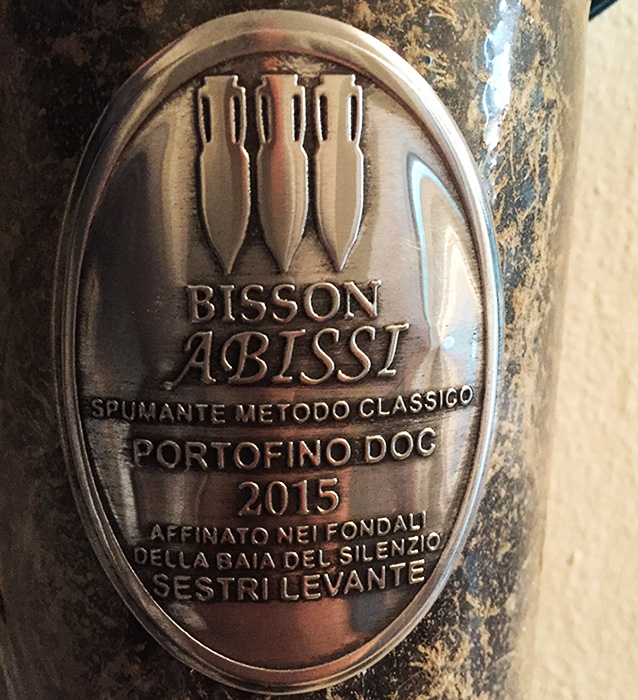 BISSON
ABISSI
SPUMANTE METODO CLASSICO
PORTOFINO DOC
2015
AFFINATO NEI FONDALI
DELLA BAIA DEL SILENZIO
SESTRI LEVANTE